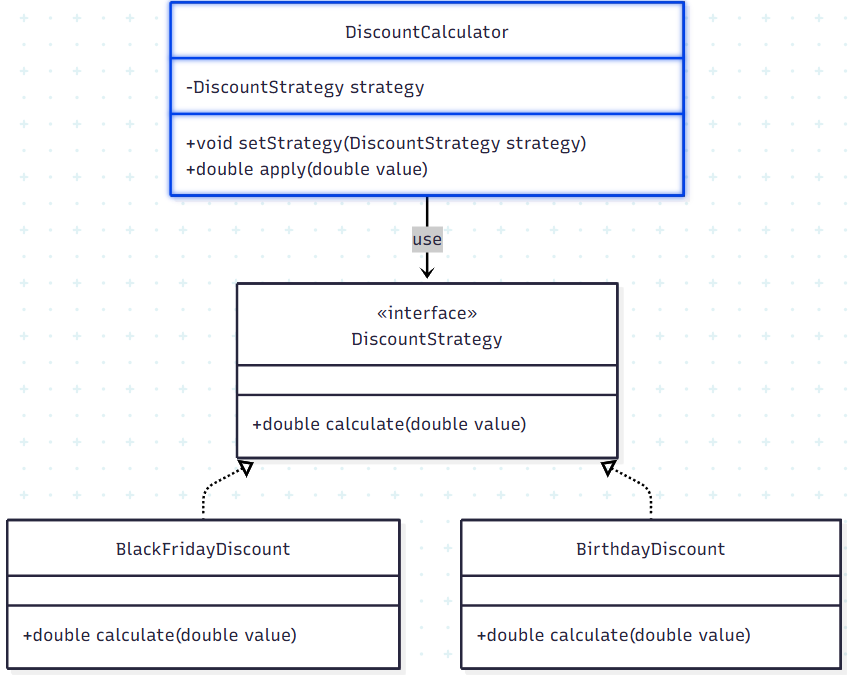 DiscountCalculator
-DiscountStrategy strategy
+void setStrategy(DiscountStrategy strategy)
+double apply(double value)
use
«interface»
DiscountStrategy
+double calculate(double value)
BlackFridayDiscount
+double calculate(double value)
BirthdayDiscount
+double calculate(double value)